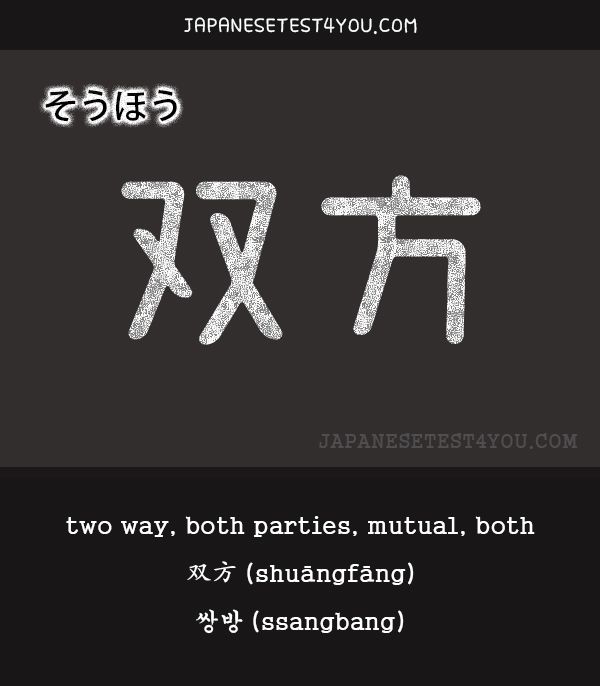 JAPANESETEST4YOU.COM
そうほう
双方
JAPANESETEST4YOU.COM
two way, both parties, mutual, both
双方 (shuāngfāng)
쌍방 (ssangbang)